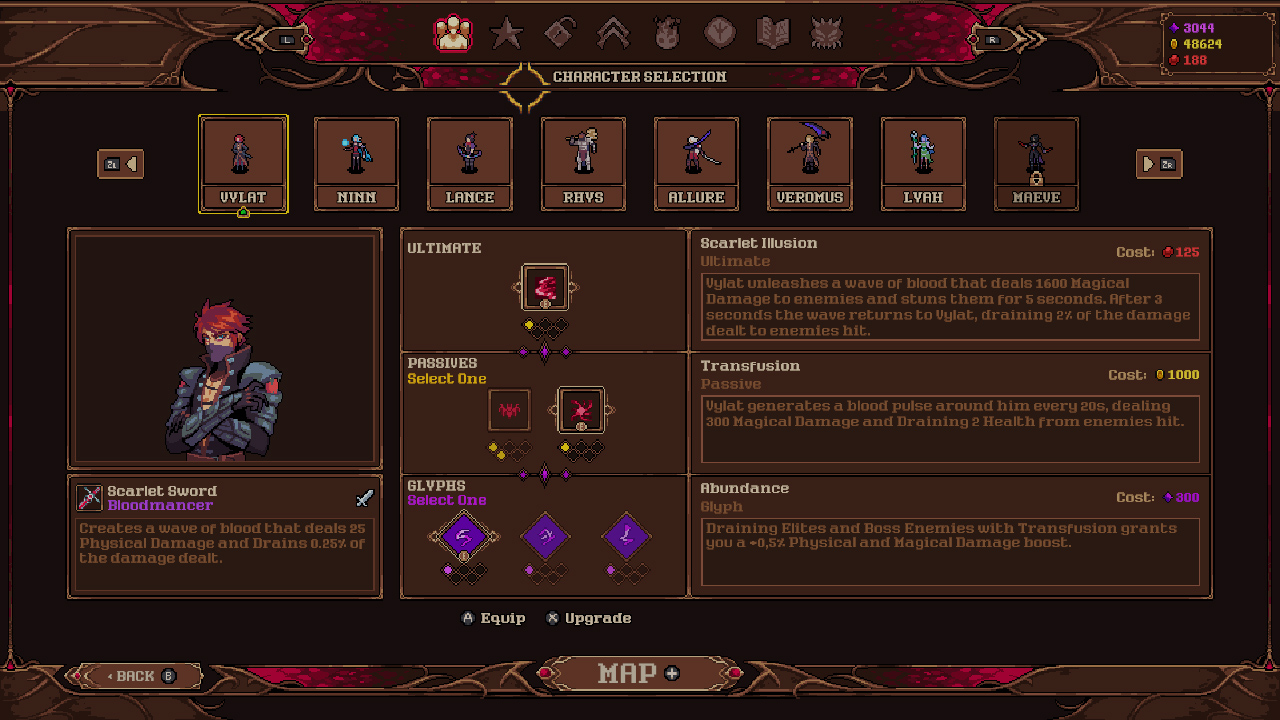 L
R
3044
48624
188
CHARACTER SELECTION
ZL
ZR
VYLAT
NINN
LANCE
RHYS
ALLURE
VEROMUS
LYAH
MAEVE
ULTIMATE
Scarlet Illusion
Ultimate
Cost: 125
Vylat unleashes a wave of blood that deals 1600 Magical
Damage to enemies and stuns them for 5 seconds. After 3
seconds the wave returns to Vylat, draining 2% of the damage
dealt to enemies hit.
PASSIVES
Select One
Transfusion
Passive
Cost: 1000
Vylat generates a blood pulse around him every 20s, dealing
300 Magical Damage and Draining 2 Health from enemies hit.
Scarlet Sword
Bloodmancer
Creates a wave of blood that deals 25
Physical Damage and Drains 0.25% of
the damage dealt.
GLYPHS
Select One
Abundance
Glyph
Cost: 300
Draining Elites and Boss Enemies with Transfusion grants
you a +0,5% Physical and Magical Damage boost.
A Equip
X Upgrade
BACK B
MAP +